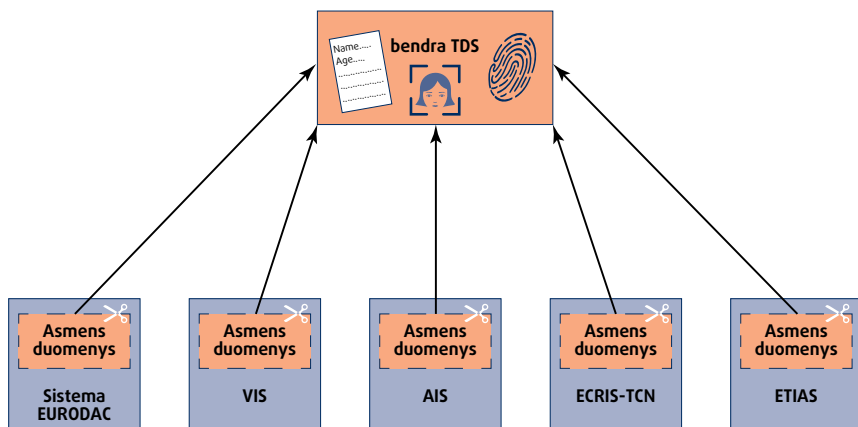 bendra TDS
Name....
Age....
Asmens
duomenys
Asmens
duomenys
Asmens
duomenys
Asmens
duomenys
Asmens
duomenys
Sistema
EURODAC
VIS
AIS
ECRIS-TCN
ETIAS